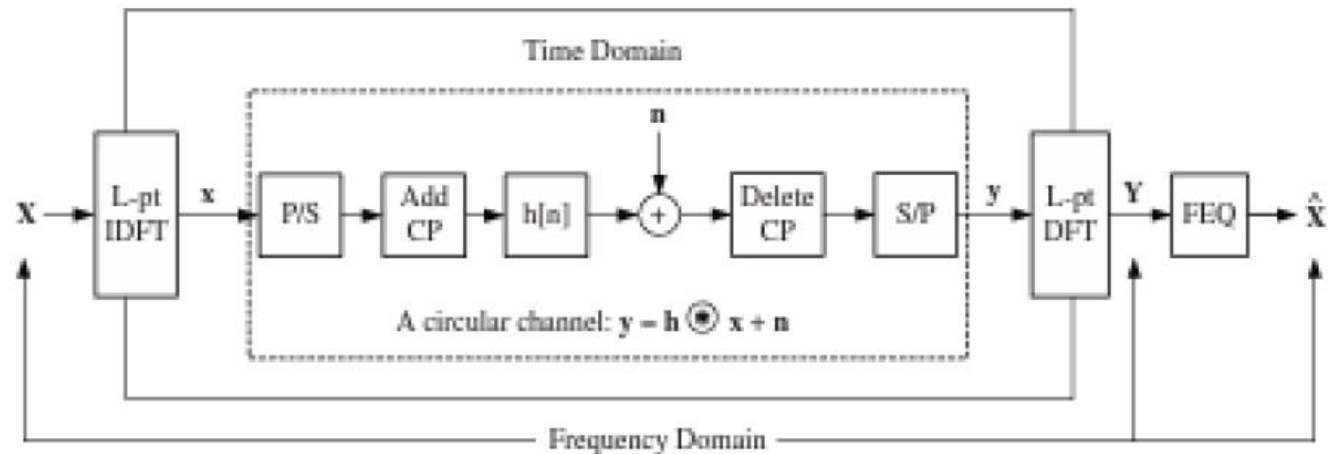 Time Domain
n
X
L-pt
IDFT
x
P/S
Add
CP
h[n]
+
Delete
CP
S/P
y
L-pt
DFT
Y
FEQ
X̂
A circular channel: y = h ⊛ x + n
Frequency Domain